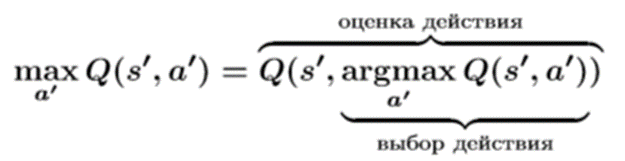 оценка действия
max Q(s′, a′) = Q(s′, argmax Q(s′, a′))
a′ a′
выбор действия